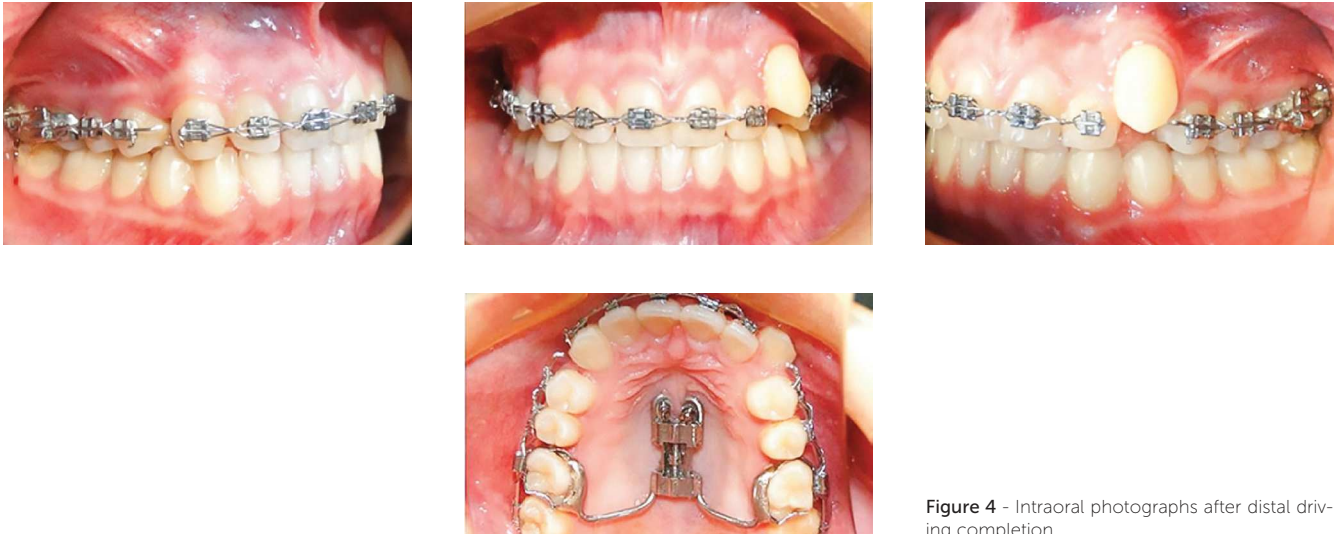 Figure 4 - Intraoral photographs after distal driv-
ing completion.